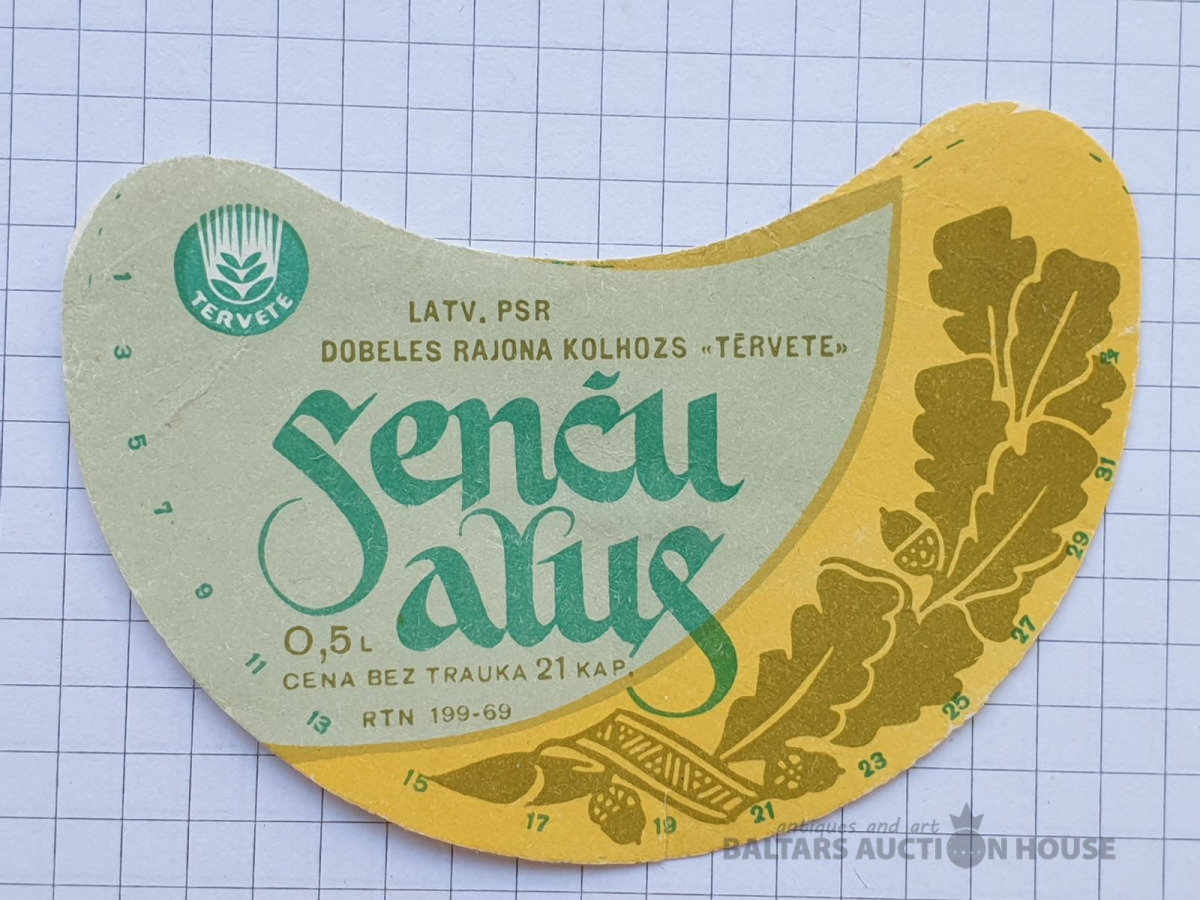 TERVETE
LATV. PSR
DOBELES RAJONA KOLHOZS «TĒRVETE»
Senču
alus
0,5 L
CENA BEZ TRAUKA 21 KAP.
RTN 199-69
1
3
5
7
9
11
13
15
17
19
21
23
25
27
29
31
antiques and art
BALTARS AUCTION HOUSE